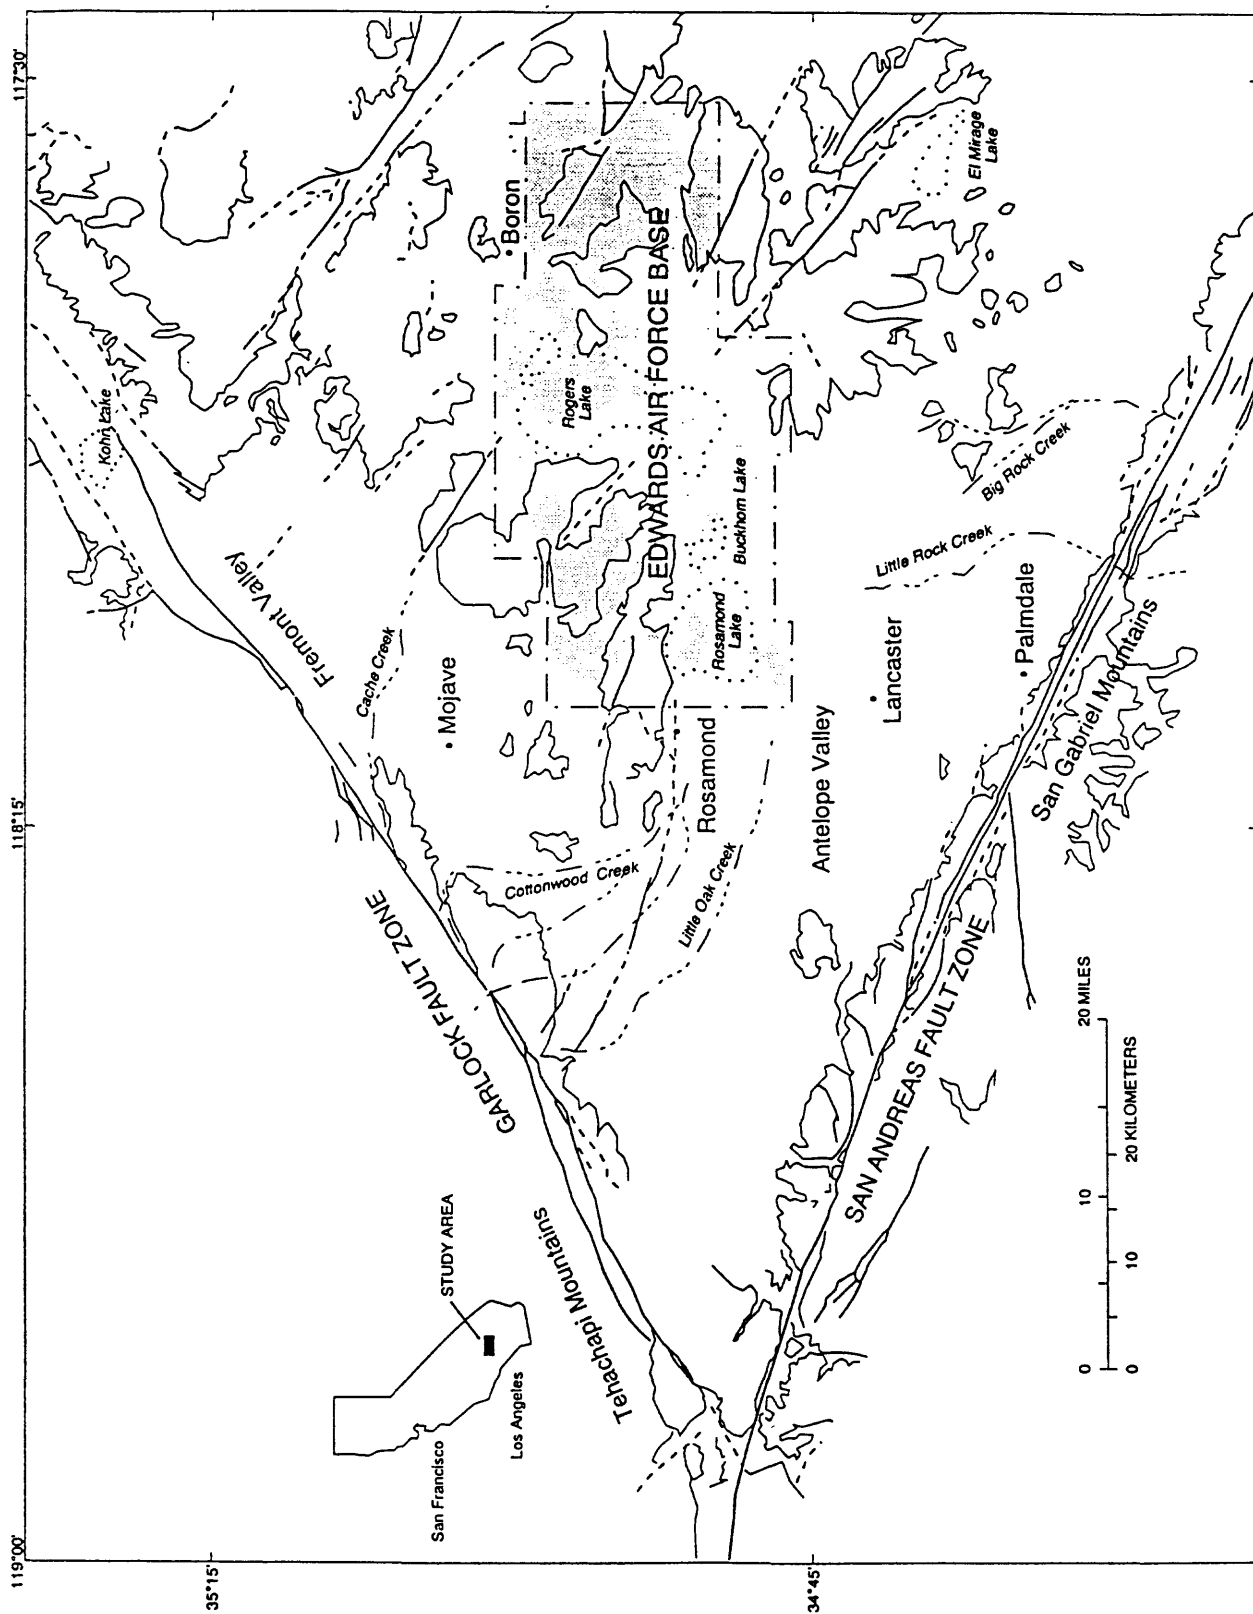 119°00'
118°15'
117°30'
35°15'
34°45'
San Francisco
Los Angeles
STUDY AREA
Tehachapi Mountains
GARLOCK FAULT ZONE
Fremont Valley
Kohn Lake
Cache Creek
Mojave
Boron
Cottonwood Creek
Rogers
Lake
EDWARDS AIR FORCE BASE
Rosamond
Rosamond
Lake
Buckhorn Lake
Little Oak Creek
Antelope Valley
Lancaster
Little Rock Creek
Big Rock Creek
El Mirage
Lake
Palmdale
San Gabriel Mountains
SAN ANDREAS FAULT ZONE
0
10
20 MILES
0
10
20 KILOMETERS